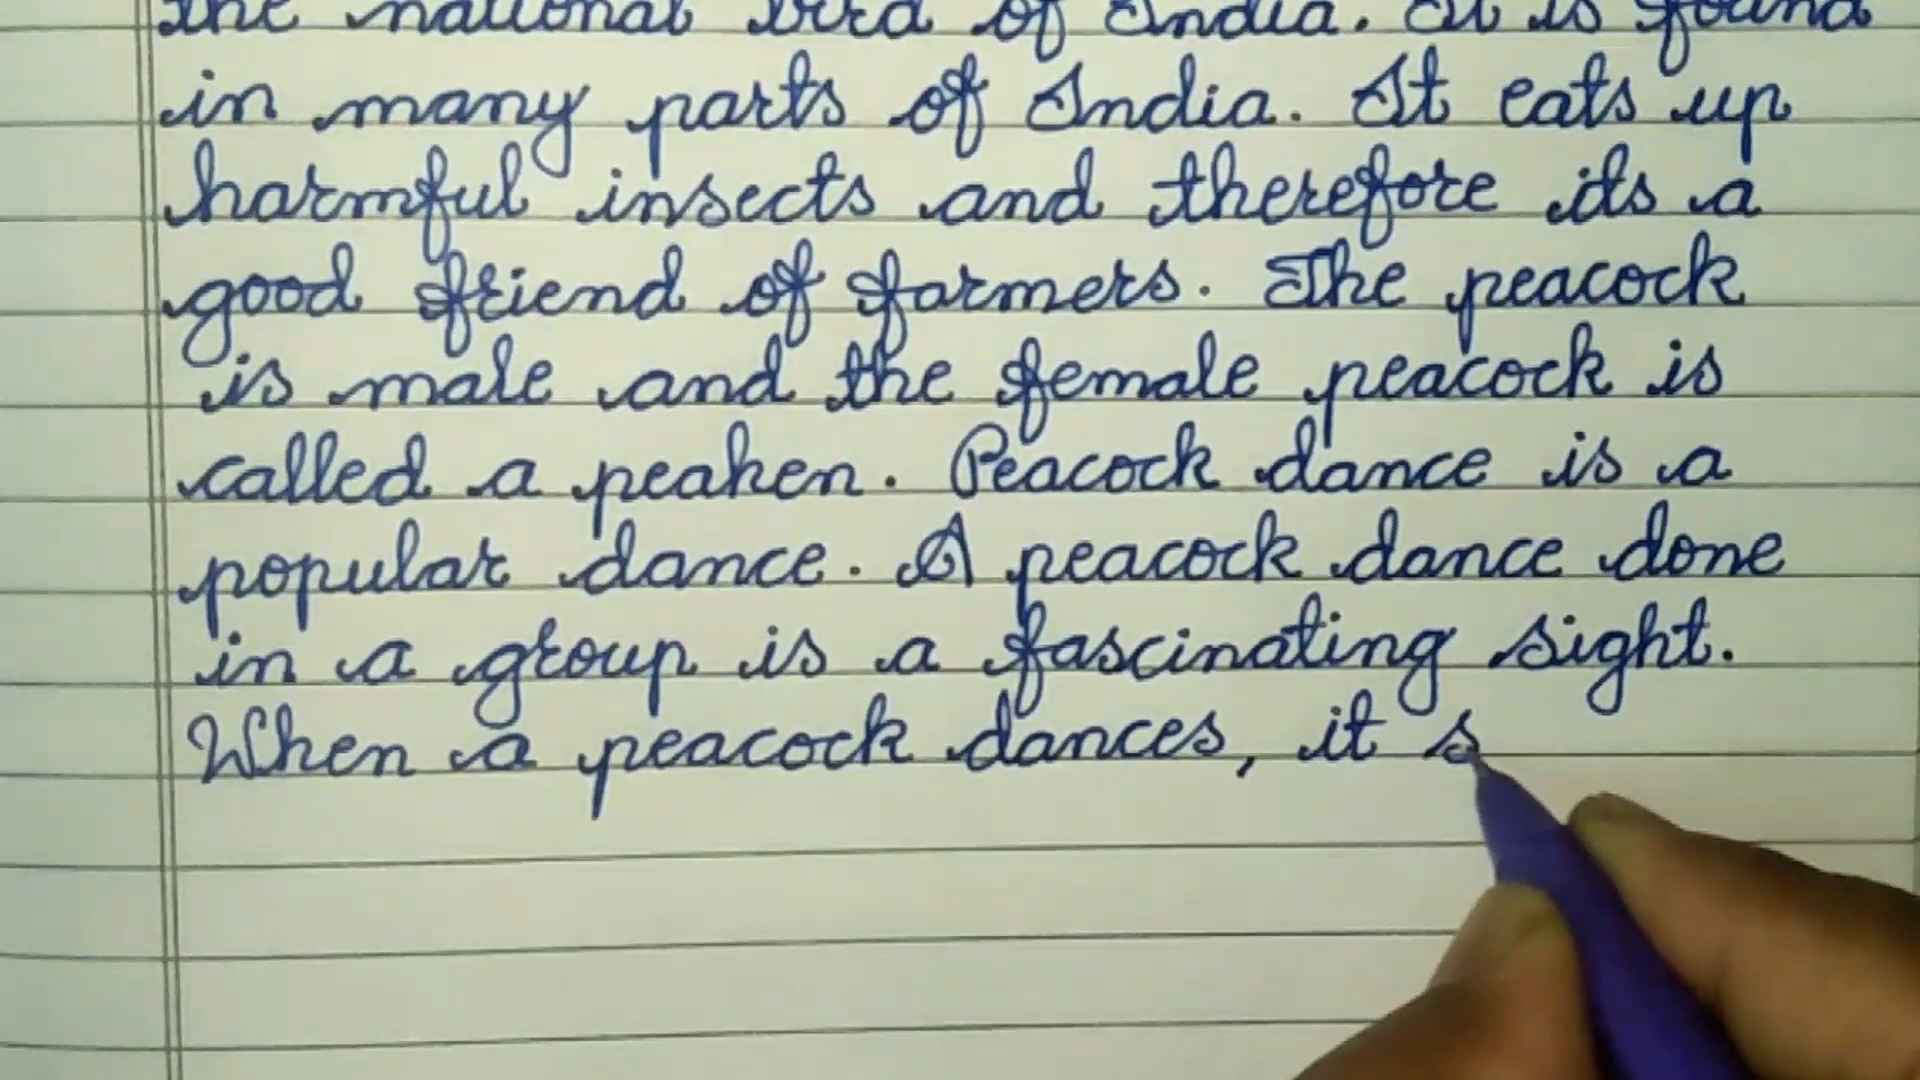 the national bird of India. It is found
in many parts of India. It eats up
harmful insects and therefore its a
good friend of farmers. The peacock
is male and the female peacock is
called a peahen. Peacock dance is a
popular dance. A peacock dance done
in a group is a fascinating sight.
When a peacock dances, it s